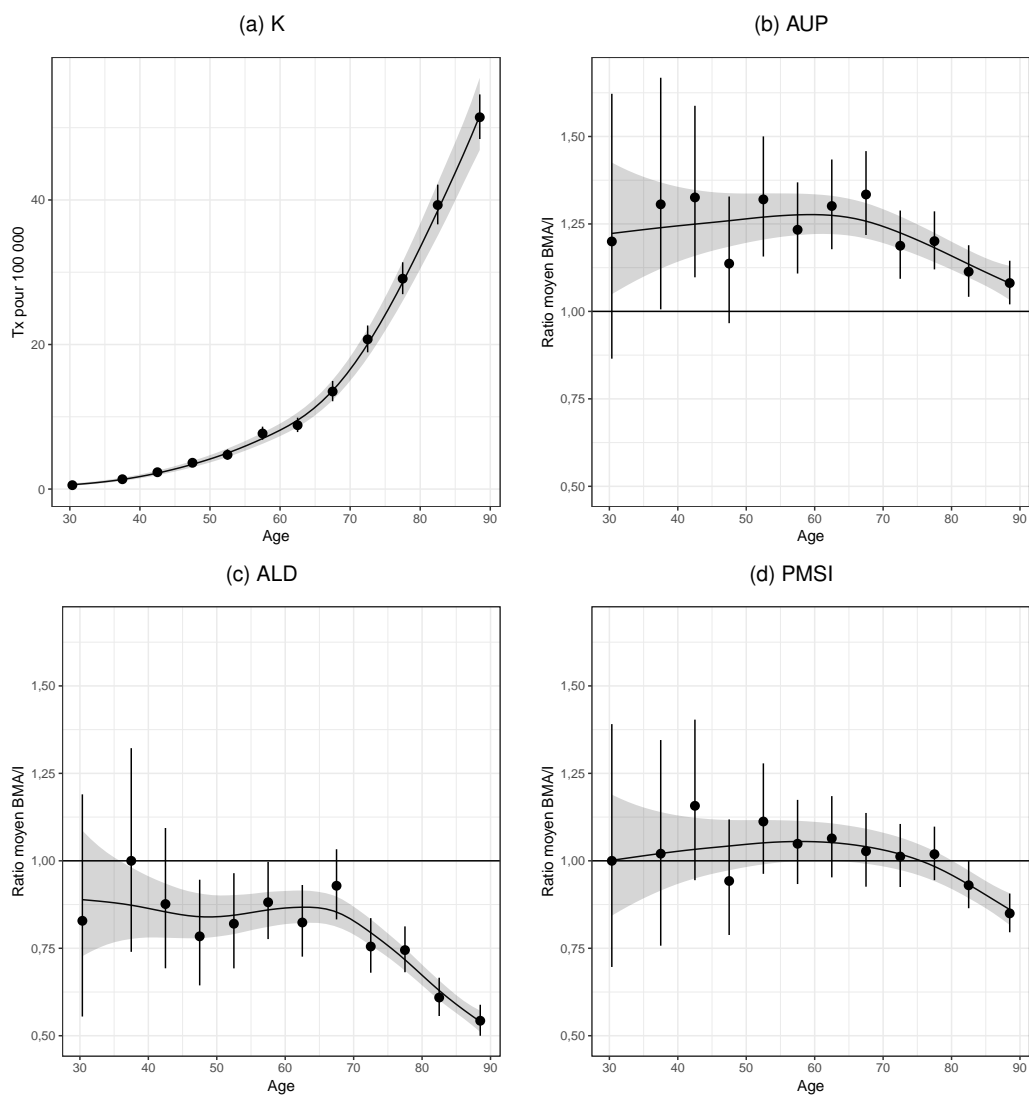 (a) K
Tx pour 100 000
40
20
0
30 40 50 60 70 80 90
Age
(b) AUP
Ratio moyen BMA/I
1,50
1,25
1,00
0,75
0,50
30 40 50 60 70 80 90
Age
(c) ALD
Ratio moyen BMA/I
1,50
1,25
1,00
0,75
0,50
30 40 50 60 70 80 90
Age
(d) PMSI
Ratio moyen BMA/I
1,50
1,25
1,00
0,75
0,50
30 40 50 60 70 80 90
Age